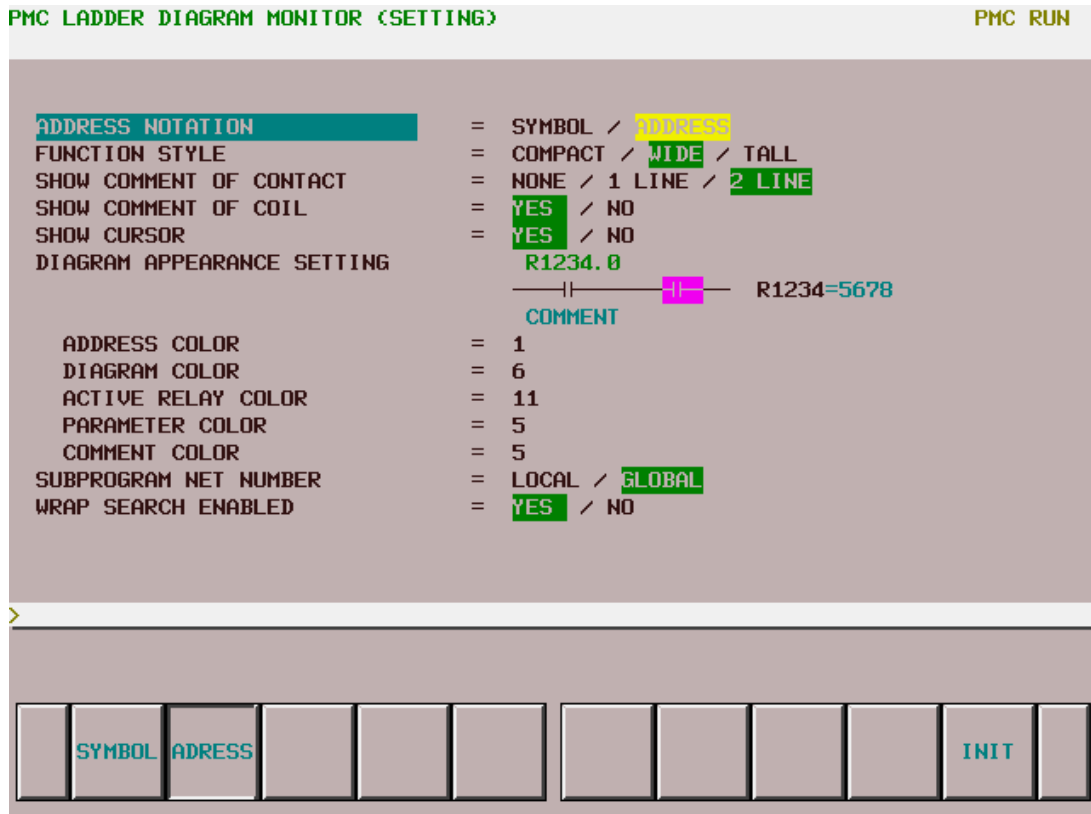 PMC LADDER DIAGRAM MONITOR (SETTING) PMC RUN
ADDRESS NOTATION = SYMBOL / ADDRESS
FUNCTION STYLE = COMPACT / WIDE / TALL
SHOW COMMENT OF CONTACT = NONE / 1 LINE / 2 LINE
SHOW COMMENT OF COIL = YES / NO
SHOW CURSOR = YES / NO
DIAGRAM APPEARANCE SETTING R1234.0
R1234=5678
COMMENT
ADDRESS COLOR = 1
DIAGRAM COLOR = 6
ACTIVE RELAY COLOR = 11
PARAMETER COLOR = 5
COMMENT COLOR = 5
SUBPROGRAM NET NUMBER = LOCAL / GLOBAL
WRAP SEARCH ENABLED = YES / NO
>
SYMBOL ADRESS INIT